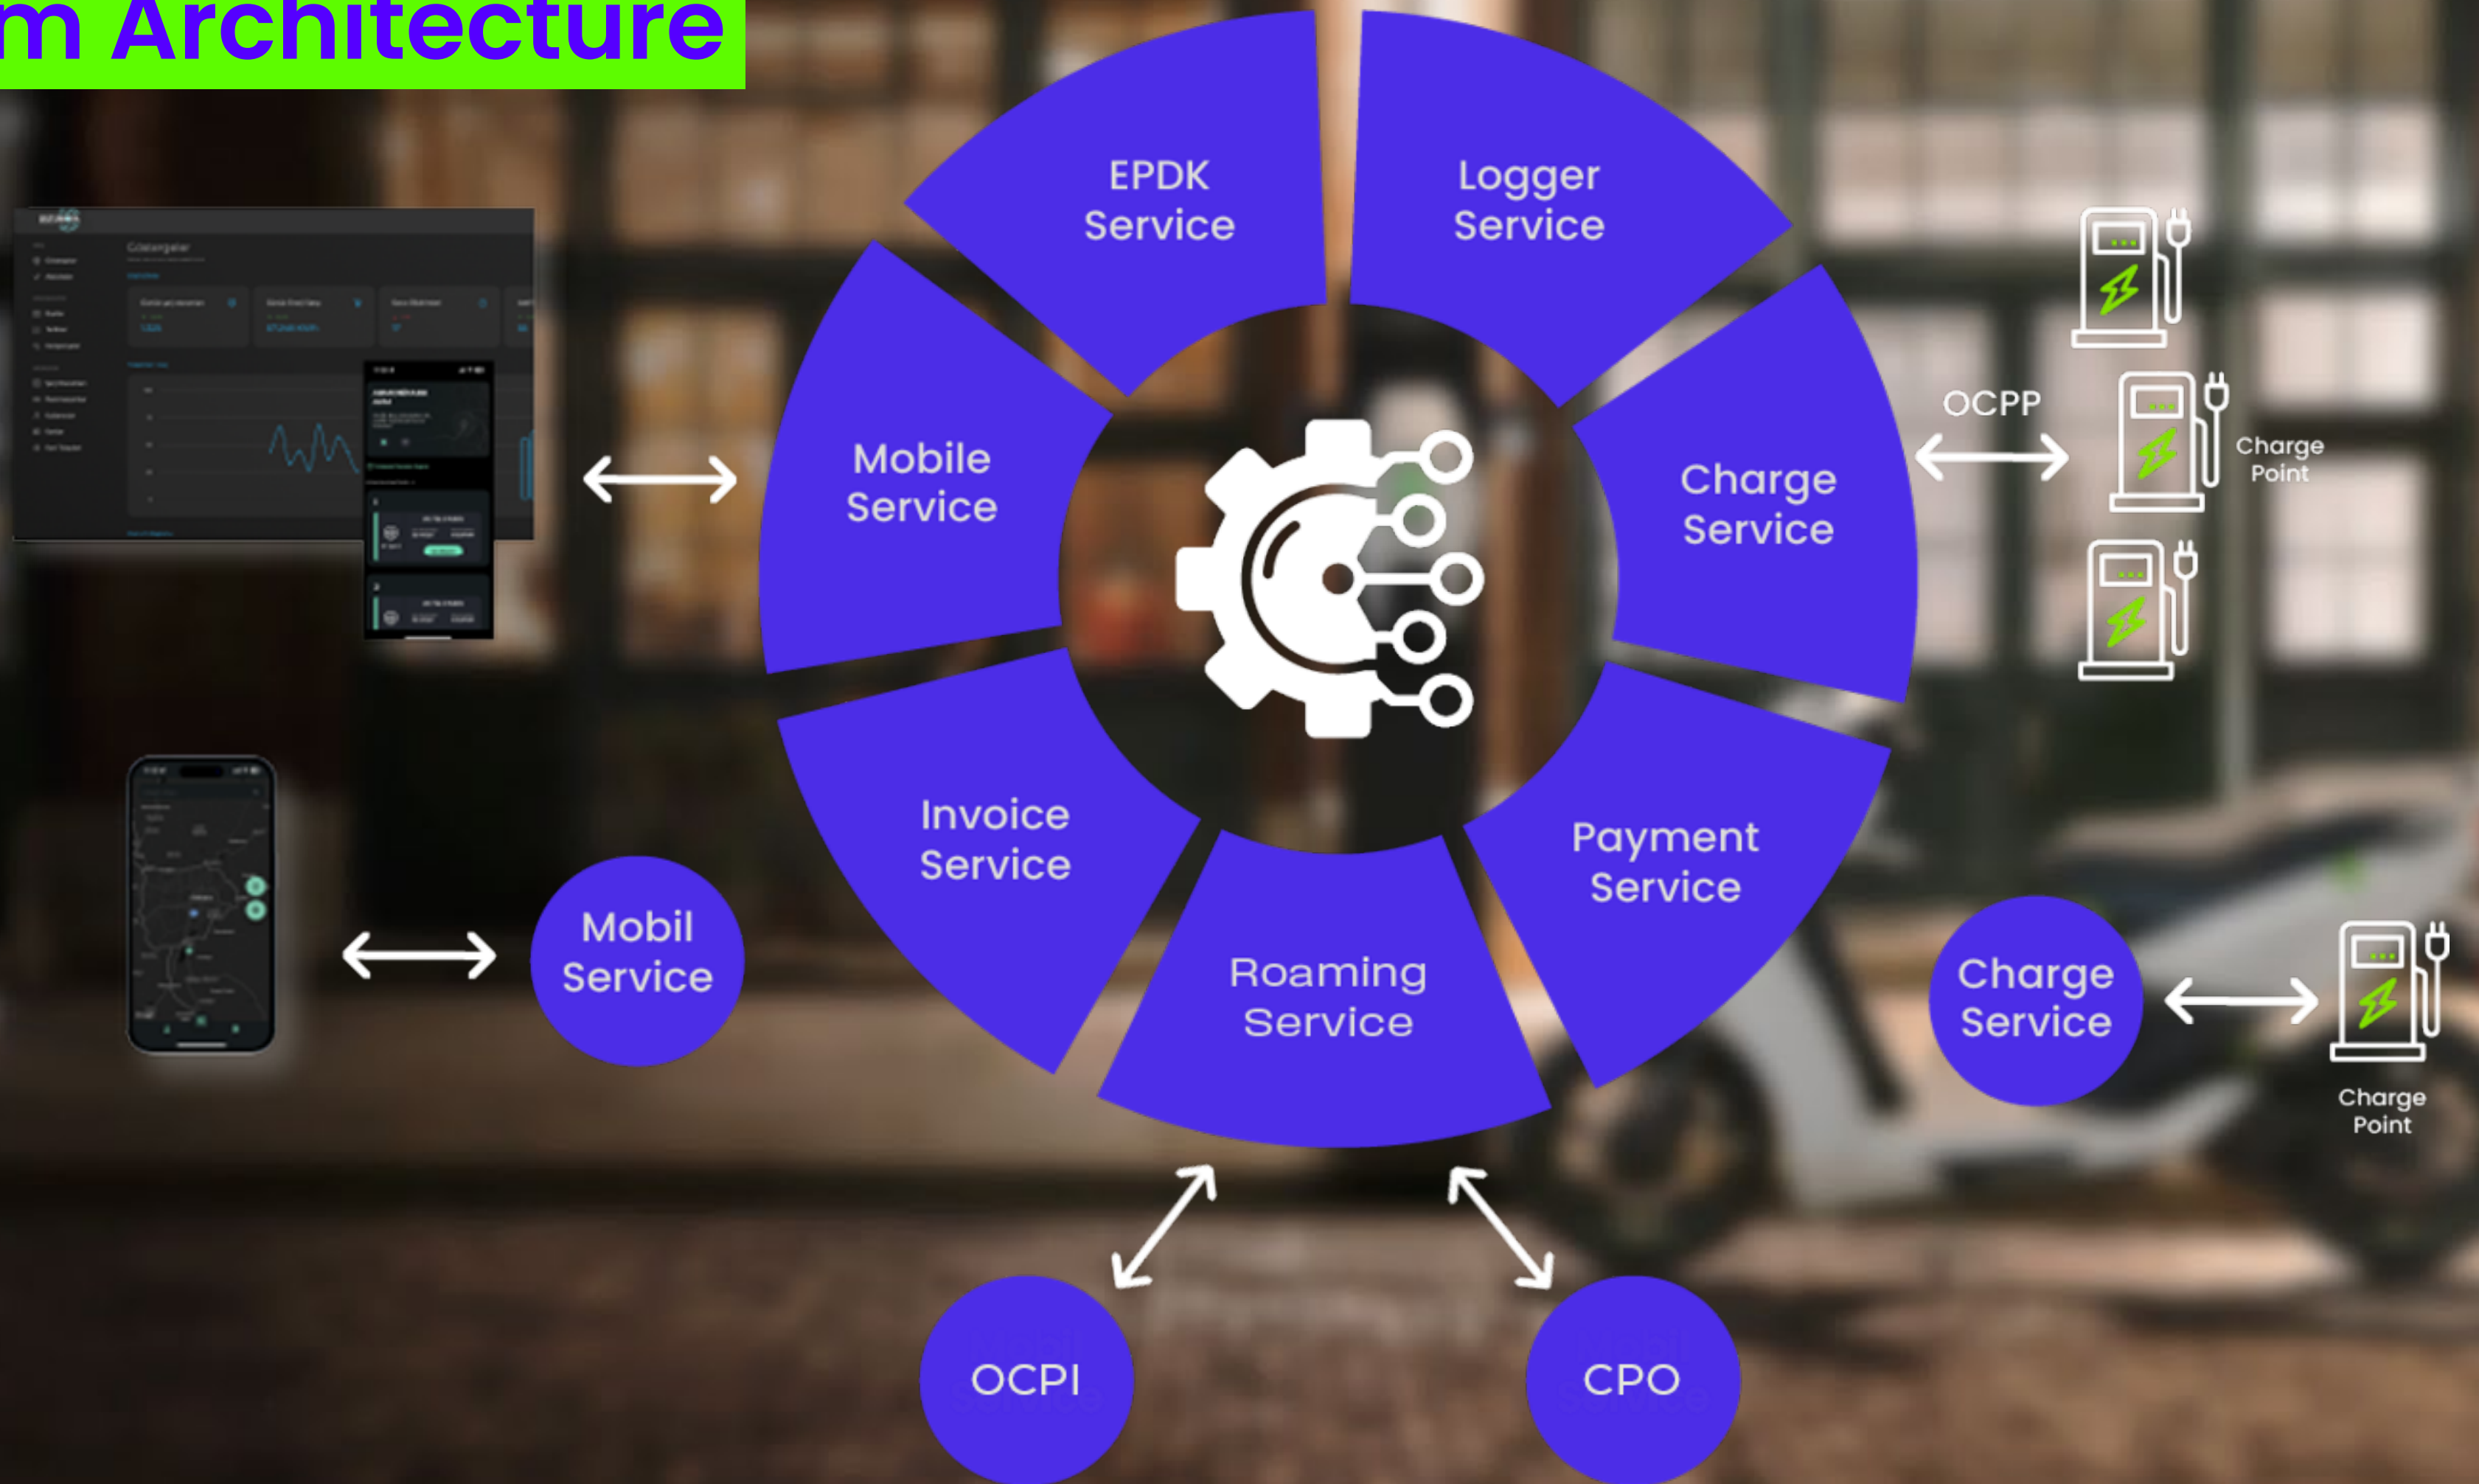 m Architecture
EPDK
Service
Logger
Service
Mobile
Service
Charge
Service
OCPP
Charge
Point
Invoice
Service
Payment
Service
Mobil
Service
Roaming
Service
Charge
Service
Charge
Point
OCPI
CPO
Göstergeler